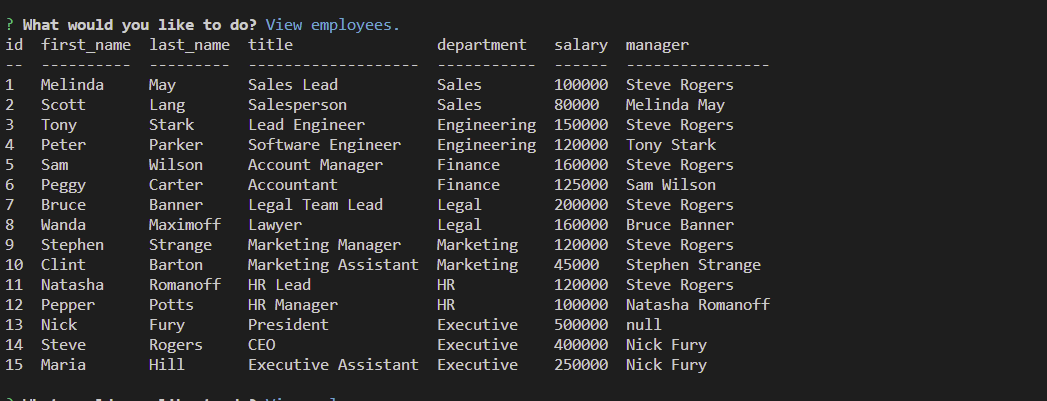 ? What would you like to do? View employees.
id  first_name  last_name  title                department   salary  manager
--  ----------  ---------  -------------------  -----------  ------  ----------------
1   Melinda     May        Sales Lead           Sales        100000  Steve Rogers
2   Scott       Lang       Salesperson          Sales        80000   Melinda May
3   Tony        Stark      Lead Engineer        Engineering  150000  Steve Rogers
4   Peter       Parker     Software Engineer    Engineering  120000  Tony Stark
5   Sam         Wilson     Account Manager      Finance      160000  Steve Rogers
6   Peggy       Carter     Accountant           Finance      125000  Sam Wilson
7   Bruce       Banner     Legal Team Lead      Legal        200000  Steve Rogers
8   Wanda       Maximoff   Lawyer               Legal        160000  Bruce Banner
9   Stephen     Strange    Marketing Manager    Marketing    120000  Steve Rogers
10  Clint       Barton     Marketing Assistant  Marketing    45000   Stephen Strange
11  Natasha     Romanoff   HR Lead              HR           120000  Steve Rogers
12  Pepper      Potts      HR Manager           HR           100000  Natasha Romanoff
13  Nick        Fury       President            Executive    500000  null
14  Steve       Rogers     CEO                  Executive    400000  Nick Fury
15  Maria       Hill       Executive Assistant  Executive    250000  Nick Fury